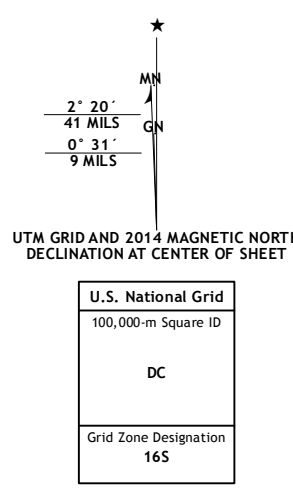 MN
2° 20´
41 MILS
GN
0° 31´
9 MILS
UTM GRID AND 2014 MAGNETIC NORTH
DECLINATION AT CENTER OF SHEET
U.S. National Grid
100,000-m Square ID
DC
Grid Zone Designation
16S